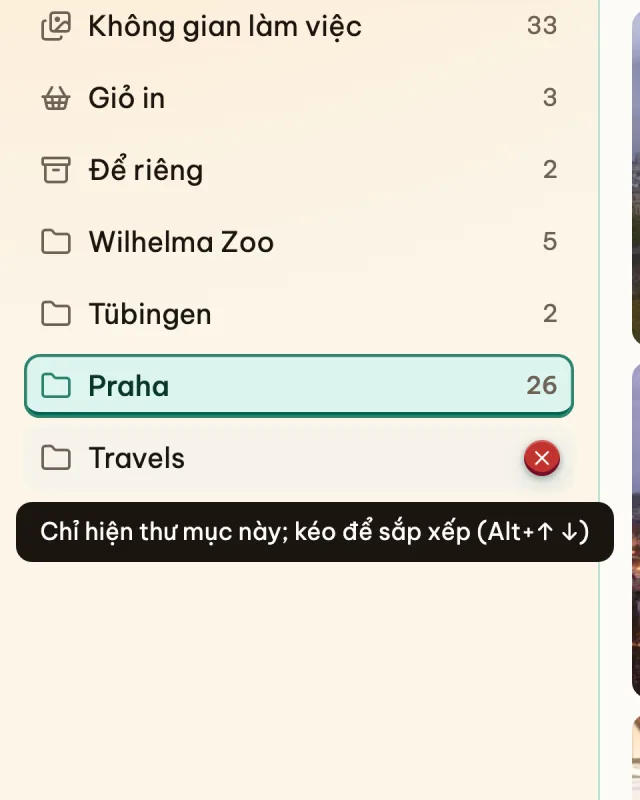 Không gian làm việc 33
Giỏ in 3
Để riêng 2
Wilhelma Zoo 5
Tübingen 2
Praha 26
Travels
Chỉ hiện thư mục này; kéo để sắp xếp (Alt+↑ ↓)